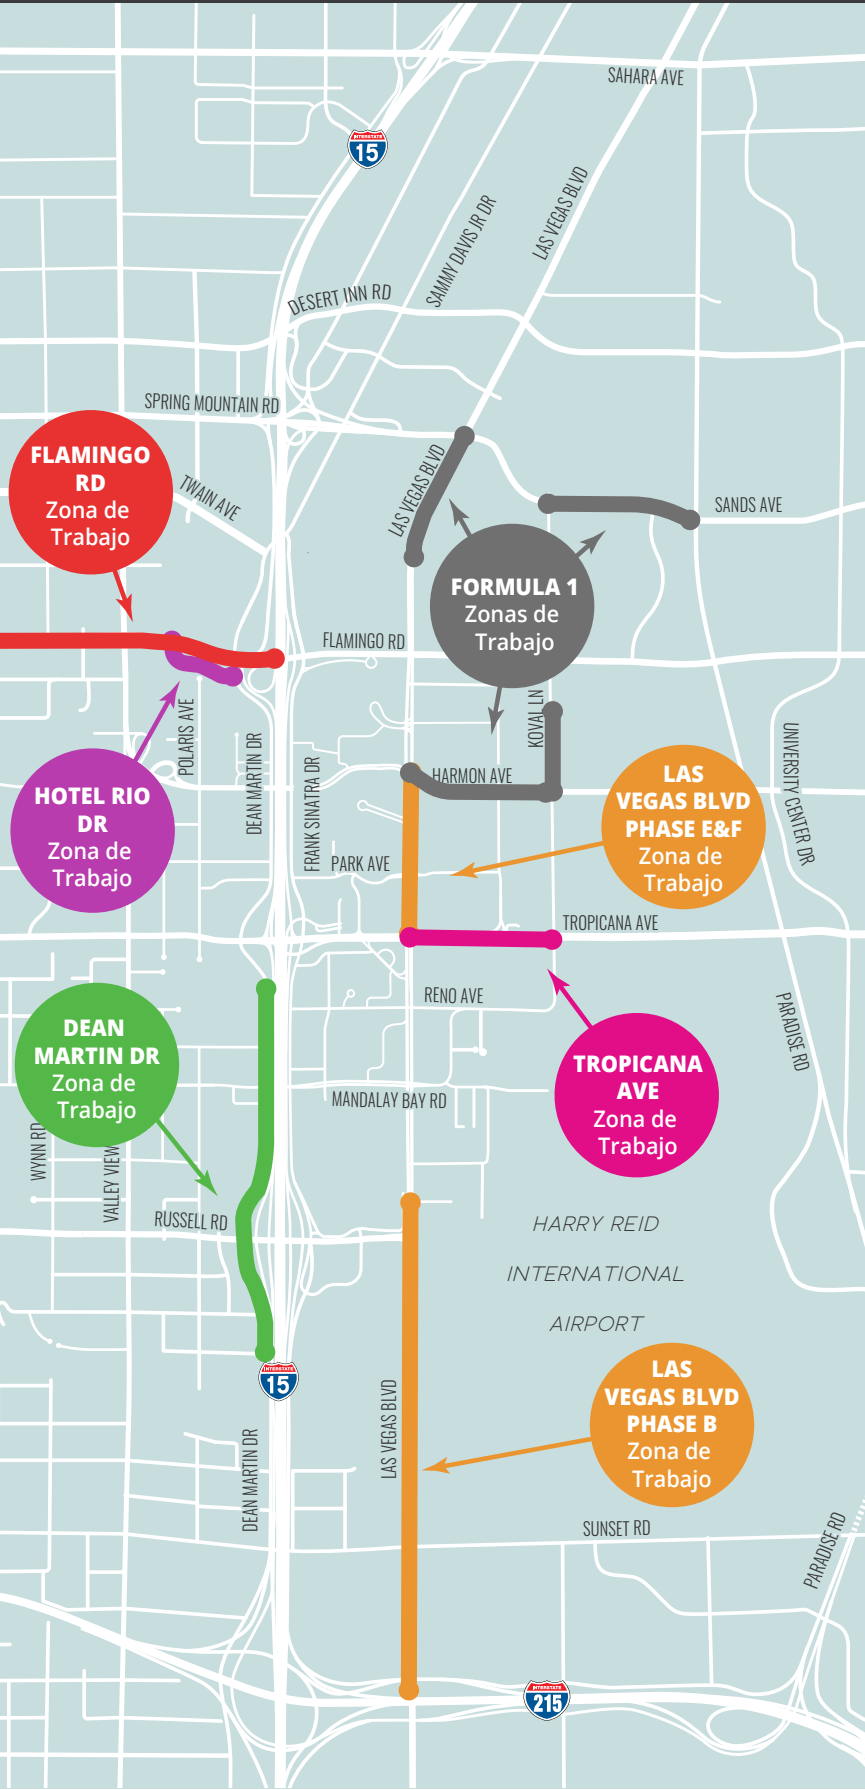 SAHARA AVE
INTERSTATE
15
LAS VEGAS BLVD
SAMMY DAVIS JR DR
DESERT INN RD
SPRING MOUNTAIN RD
FLAMINGO
RD
Zona de
Trabajo
TWAIN AVE
LAS VEGAS BLVD
SANDS AVE
FORMULA 1
Zonas de
Trabajo
FLAMINGO RD
POLARIS AVE
KOVAL LN
UNIVERSITY CENTER DR
DEAN MARTIN DR
FRANK SINATRA DR
HARMON AVE
HOTEL RIO
DR
Zona de
Trabajo
LAS
VEGAS BLVD
PHASE E&F
Zona de
Trabajo
PARK AVE
TROPICANA AVE
RENO AVE
PARADISE RD
DEAN
MARTIN DR
Zona de
Trabajo
TROPICANA
AVE
Zona de
Trabajo
MANDALAY BAY RD
WYNN RD
VALLEY VIEW
RUSSELL RD
HARRY REID
INTERNATIONAL
AIRPORT
INTERSTATE
15
LAS
VEGAS BLVD
PHASE B
Zona de
Trabajo
LAS VEGAS BLVD
DEAN MARTIN DR
SUNSET RD
PARADISE RD
INTERSTATE
215